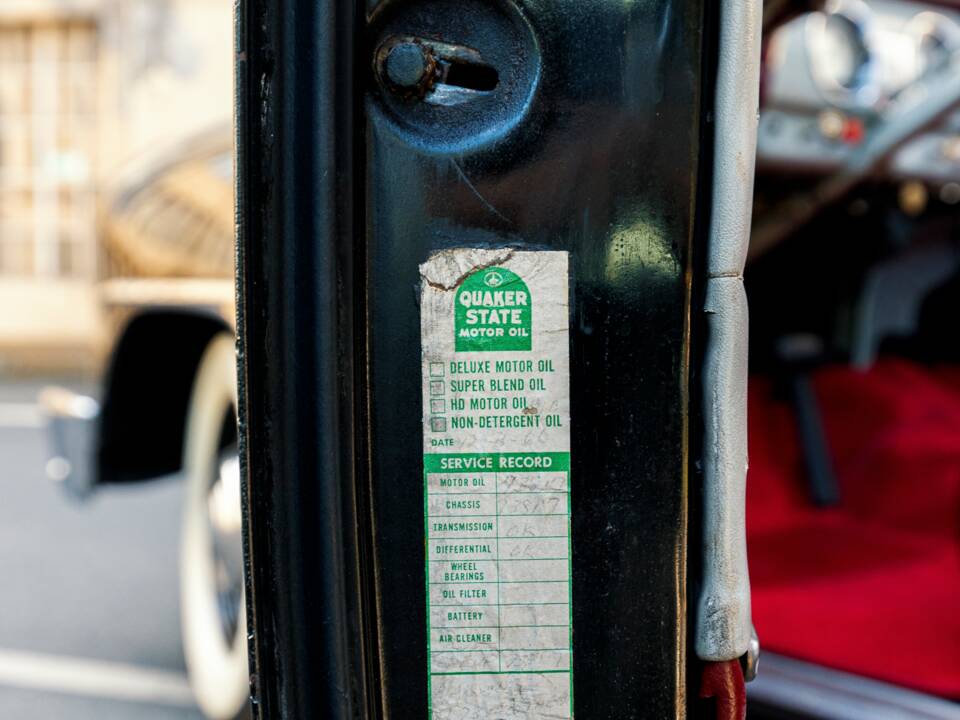 QUAKER
STATE
MOTOR OIL
DELUXE MOTOR OIL
SUPER BLEND OIL
HD MOTOR OIL
NON-DETERGENT OIL
DATE
SERVICE RECORD
MOTOR OIL
CHASSIS
TRANSMISSION OK
DIFFERENTIAL OK
WHEEL
BEARINGS
OIL FILTER
BATTERY
AIR CLEANER